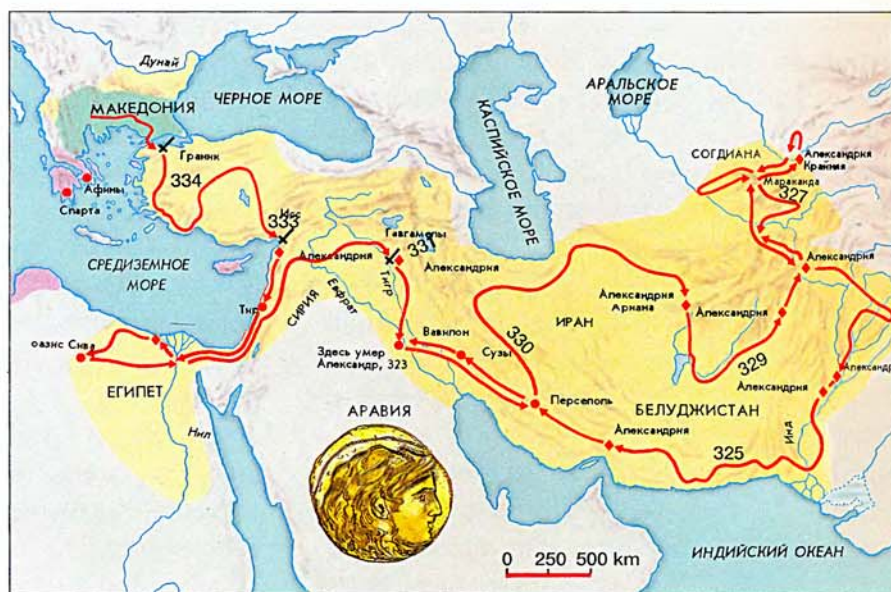 Дунай
МАКЕДОНИЯ
ЧЕРНОЕ МОРЕ
КАСПИЙСКОЕ МОРЕ
АРАЛЬСКОЕ
МОРЕ
СОГДИАНА
Александрия
Крайняя
Мараканда
327
Граник
334
Афины
Спарта
Исс
333
Гавгамелы
331
Александрия
Александрия
Александрия
СРЕДИЗЕМНОЕ
МОРЕ
Тир
СИРИЯ
Евфрат
Тигр
ИРАН
Александрия
Ариана
Александрия
330
329
Вавилон
Сузы
Здесь умер
Александр, 323
оазис Сива
ЕГИПЕТ
Нил
АРАВИЯ
Персеполь
БЕЛУДЖИСТАН
Александрия
Александр
Александрия
325
Инд
0 250 500 km
ИНДИЙСКИЙ ОКЕАН